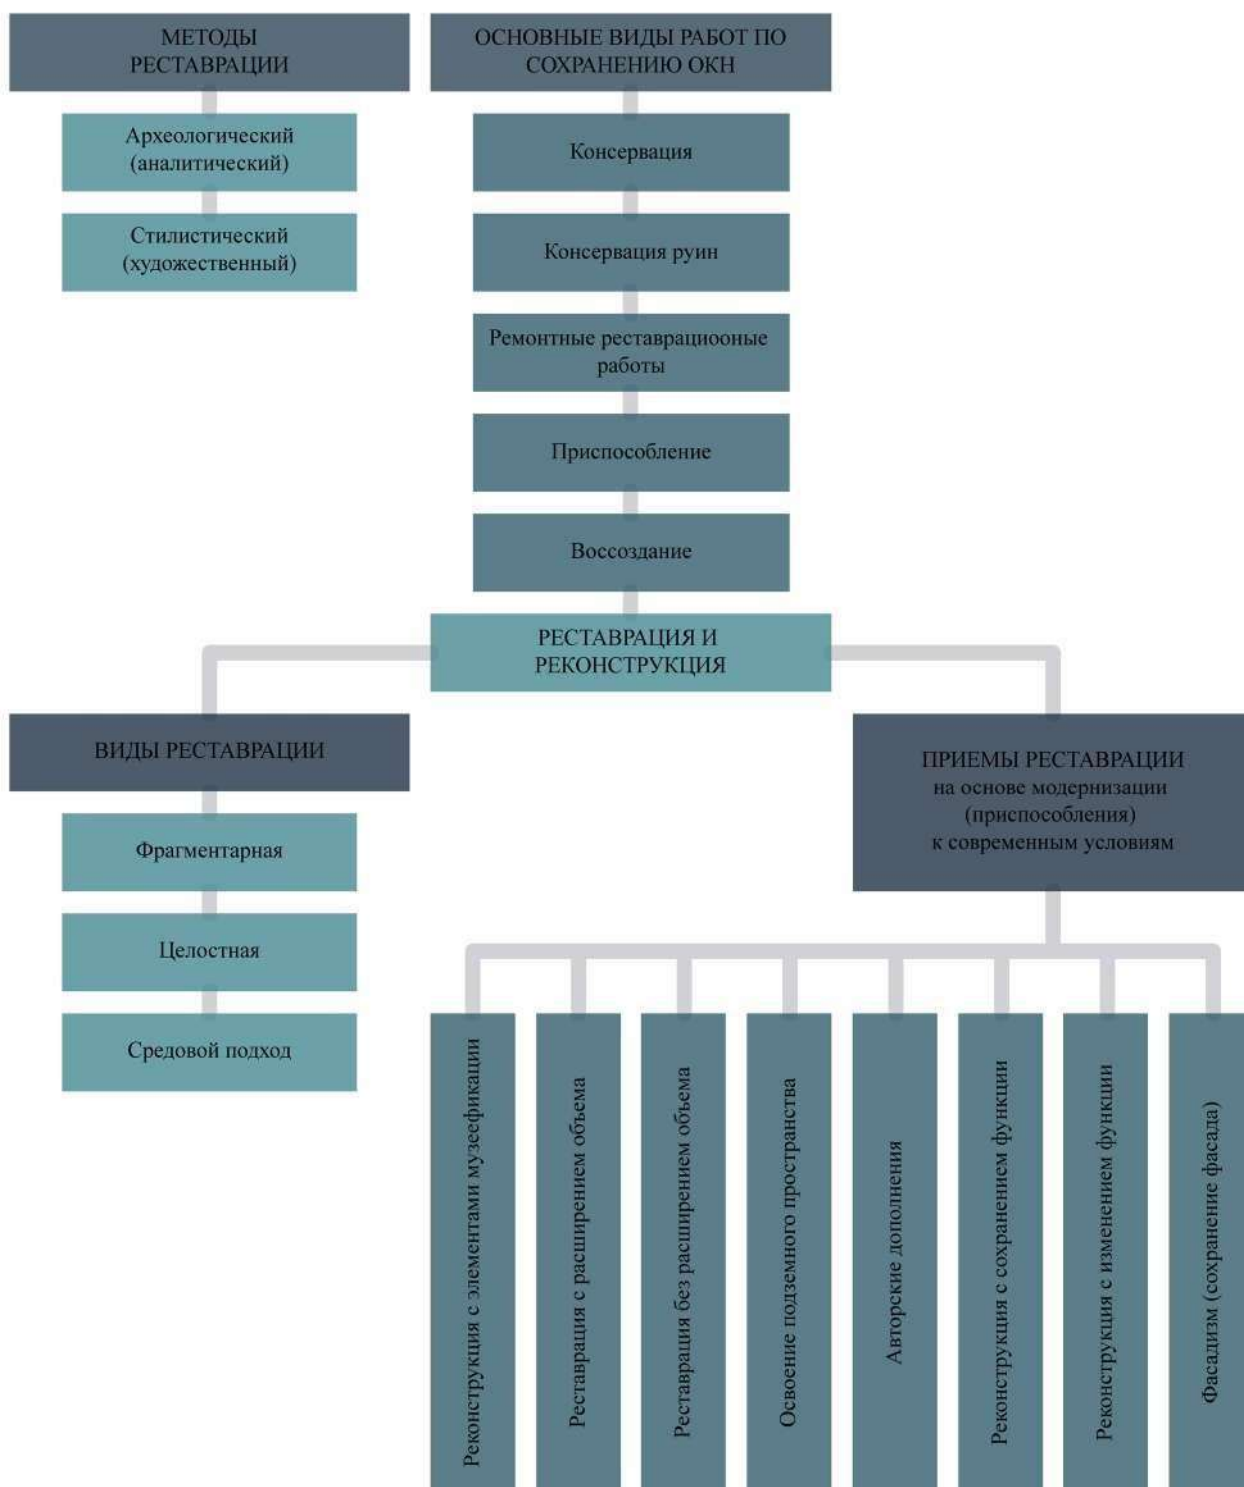 МЕТОДЫ
РЕСТАВРАЦИИ
Археологический
(аналитический)
Стилистический
(художественный)
ОСНОВНЫЕ ВИДЫ РАБОТ ПО
СОХРАНЕНИЮ ОКН
Консервация
Консервация руин
Ремонтные реставрациооные
работы
Приспособление
Воссоздание
РЕСТАВРАЦИЯ И
РЕКОНСТРУКЦИЯ
ВИДЫ РЕСТАВРАЦИИ
Фрагментарная
Целостная
Средовой подход
ПРИЕМЫ РЕСТАВРАЦИИ
на основе модернизации
(приспособления)
к современным условиям
Реконструкция с элементами музеефикации
Реставрация с расширением объема
Реставрация без расширением объема
Освоение подземного пространства
Авторские дополнения
Реконструкция с сохранением функции
Реконструкция с изменением функции
Фасадизм (сохранение фасада)